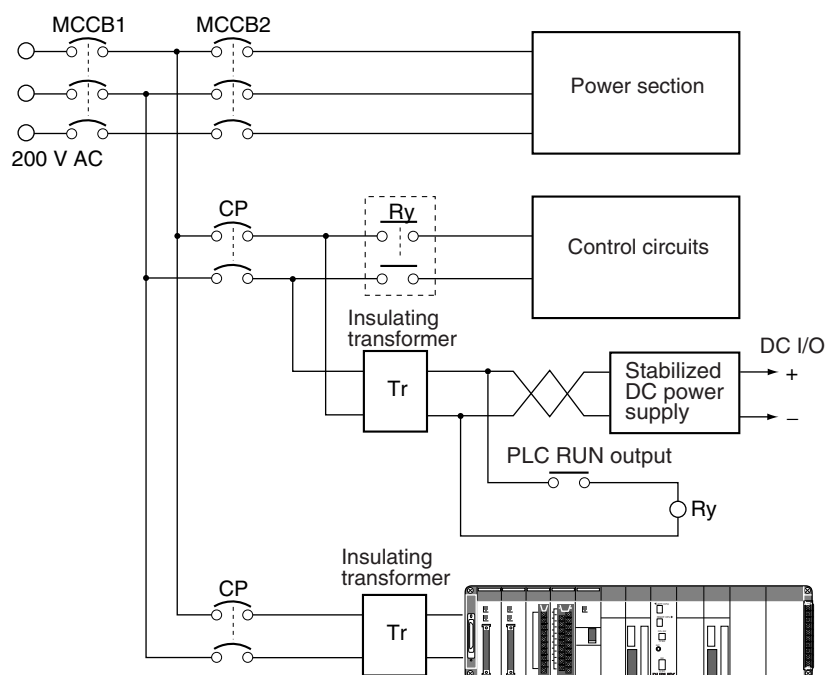 MCCB1 MCCB2
Power section
200 V AC
CP
Ry
Control circuits
Insulating
transformer
Tr
Stabilized
DC power
supply
DC I/O
+
−
PLC RUN output
Ry
Insulating
transformer
CP
Tr